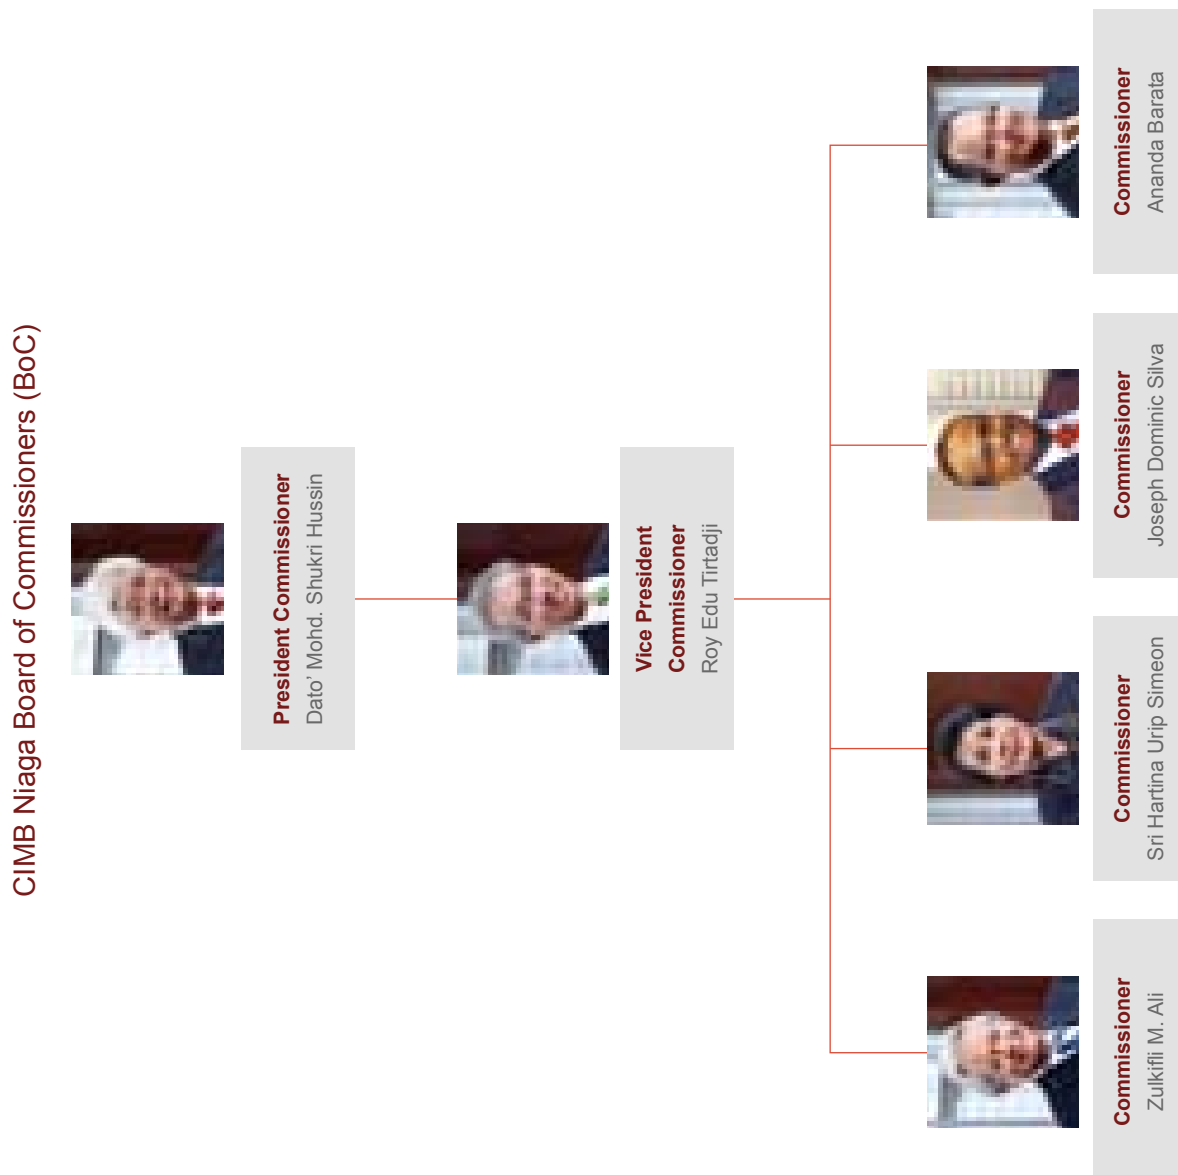 CIMB Niaga Board of Commissioners (BoC)
President Commissioner
Dato' Mohd. Shukri Hussin
Vice President
Commissioner
Roy Edu Tirtadji
Commissioner
Zulkifli M. Ali
Commissioner
Sri Hartina Urip Simeon
Commissioner
Joseph Dominic Silva
Commissioner
Ananda Barata